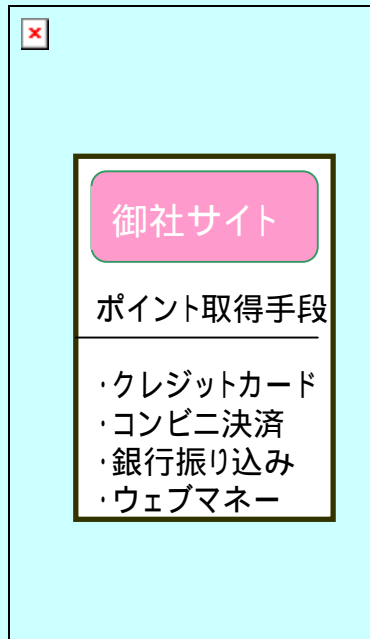 御社サイト
ポイント取得手段
・クレジットカード
・コンビニ決済
・銀行振り込み
・ウェブマネー